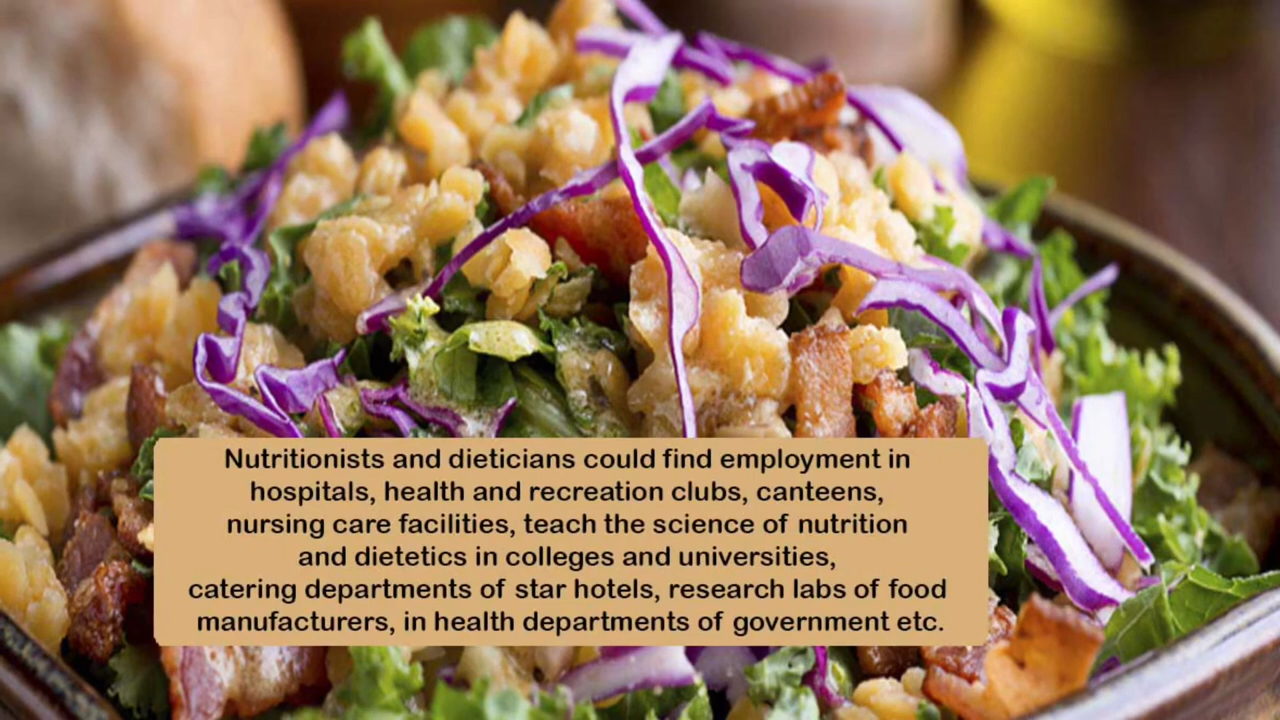 Nutritionists and dieticians could find employment in
hospitals, health and recreation clubs, canteens,
nursing care facilities, teach the science of nutrition
and dietetics in colleges and universities,
catering departments of star hotels, research labs of food
manufacturers, in health departments of government etc.